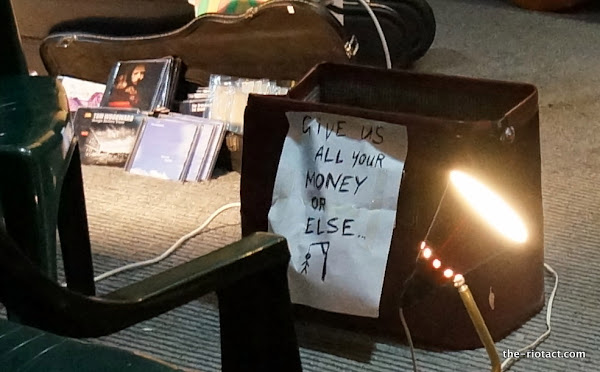 GIVE US
ALL YOUR
MONEY
OR
ELSE...
the-riotact.com